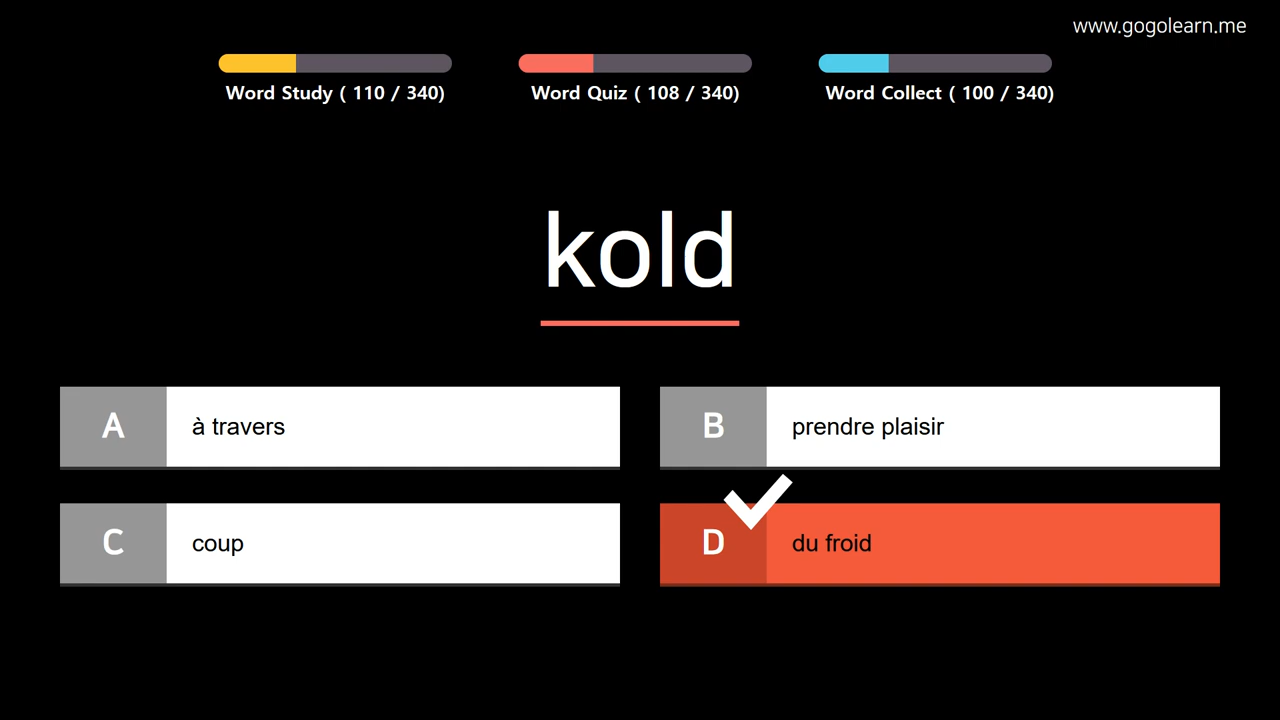 www.gogolearn.me
Word Study ( 110 / 340)
Word Quiz ( 108 / 340)
Word Collect ( 100 / 340)
kold
A
à travers
B
prendre plaisir
C
coup
D
du froid